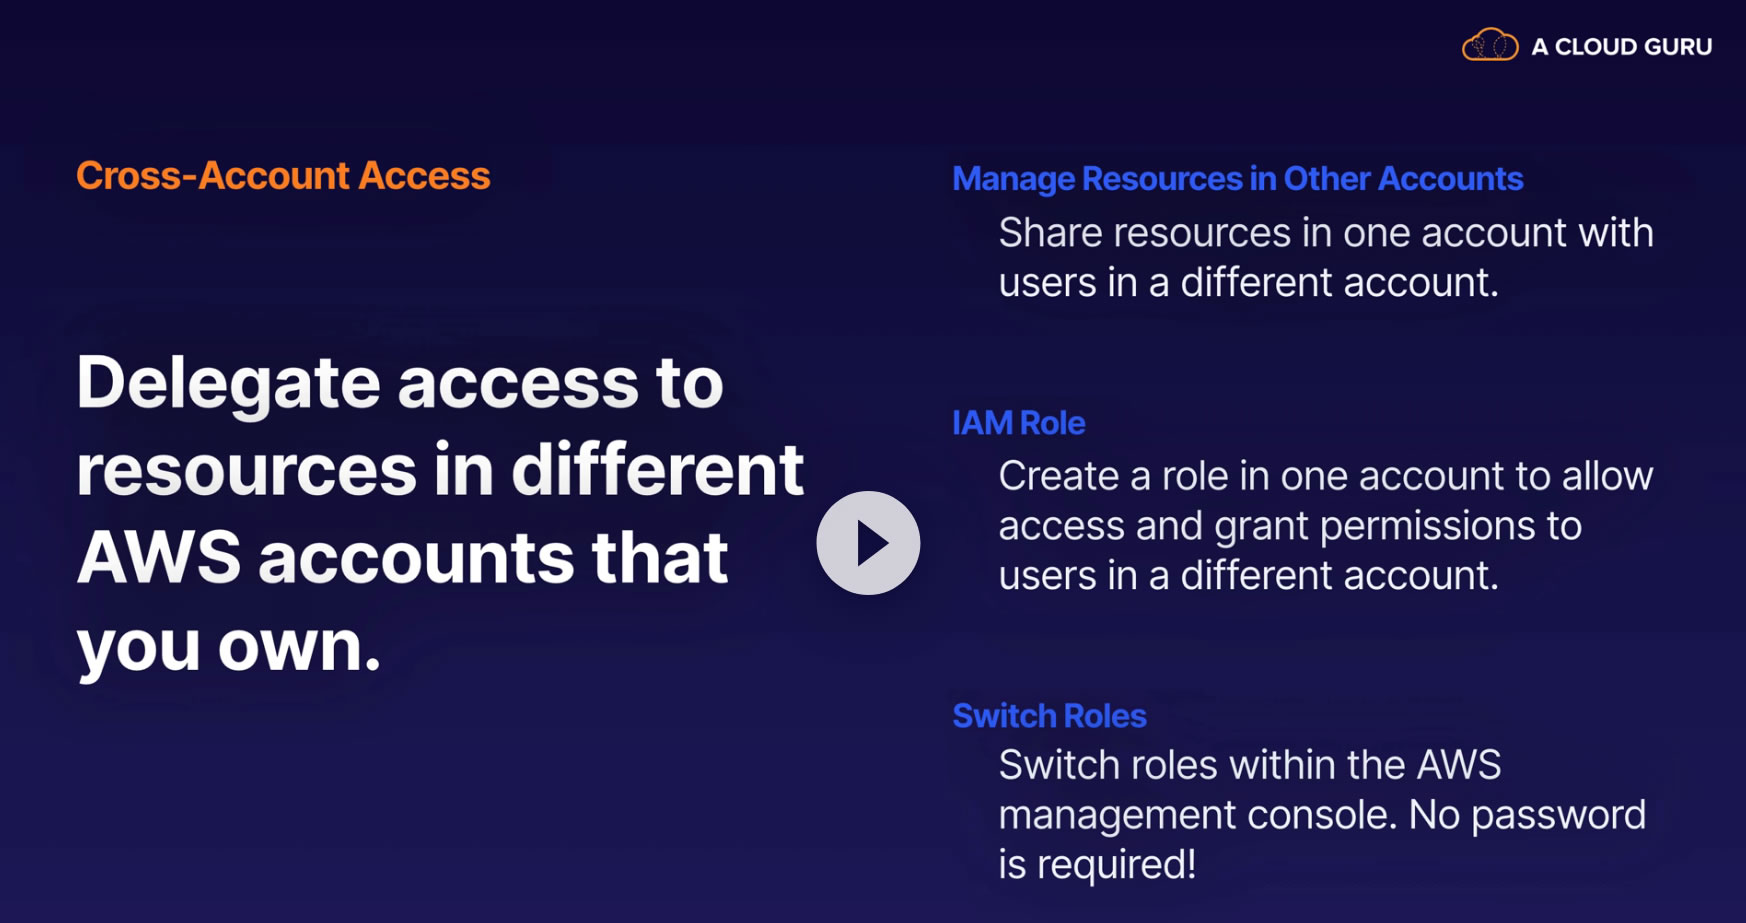 A CLOUD GURU
Cross-Account Access
Delegate access to
resources in different
AWS accounts that
you own.
Manage Resources in Other Accounts
Share resources in one account with
users in a different account.
IAM Role
Create a role in one account to allow
access and grant permissions to
users in a different account.
Switch Roles
Switch roles within the AWS
management console. No password
is required!